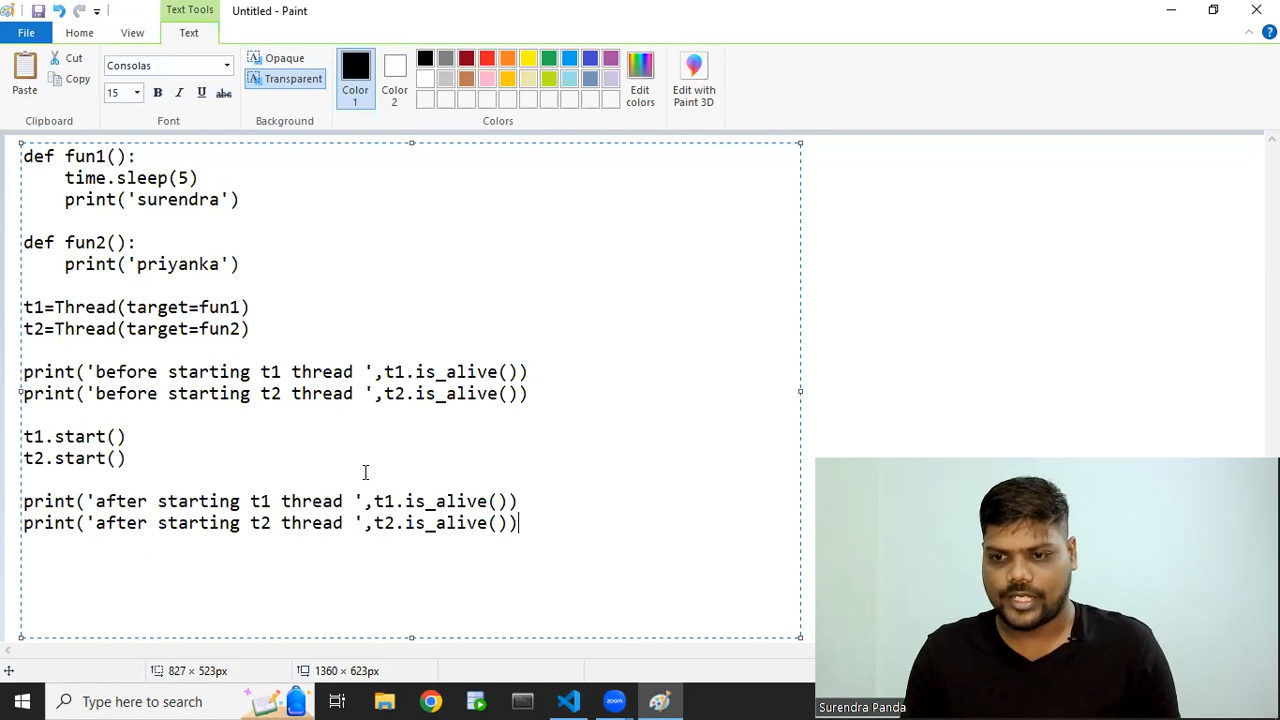 Text Tools
Untitled - Paint
File
Home
View
Text
Paste
Cut
Copy
Clipboard
Consolas
15
B
I
U
abc
Font
Opaque
Transparent
Background
Color 1
Color 2
Edit colors
Colors
Edit with Paint 3D
def fun1():
    time.sleep(5)
    print('surendra')
def fun2():
    print('priyanka')
t1=Thread(target=fun1)
t2=Thread(target=fun2)
print('before starting t1 thread ',t1.is_alive())
print('before starting t2 thread ',t2.is_alive())
t1.start()
t2.start()
print('after starting t1 thread ',t1.is_alive())
print('after starting t2 thread ',t2.is_alive())
827 × 523px
1360 × 623px
Type here to search
zoom
Surendra Panda